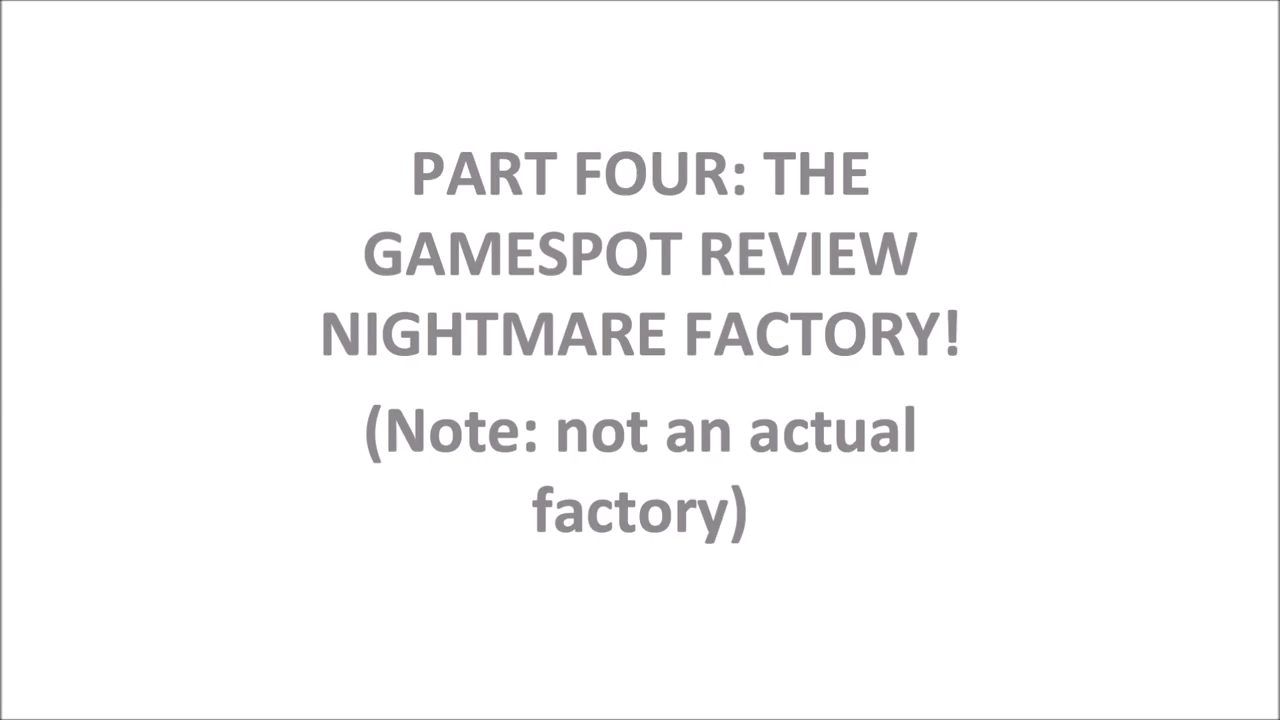 PART FOUR: THE
GAMESPOT REVIEW
NIGHTMARE FACTORY!
(Note: not an actual
factory)